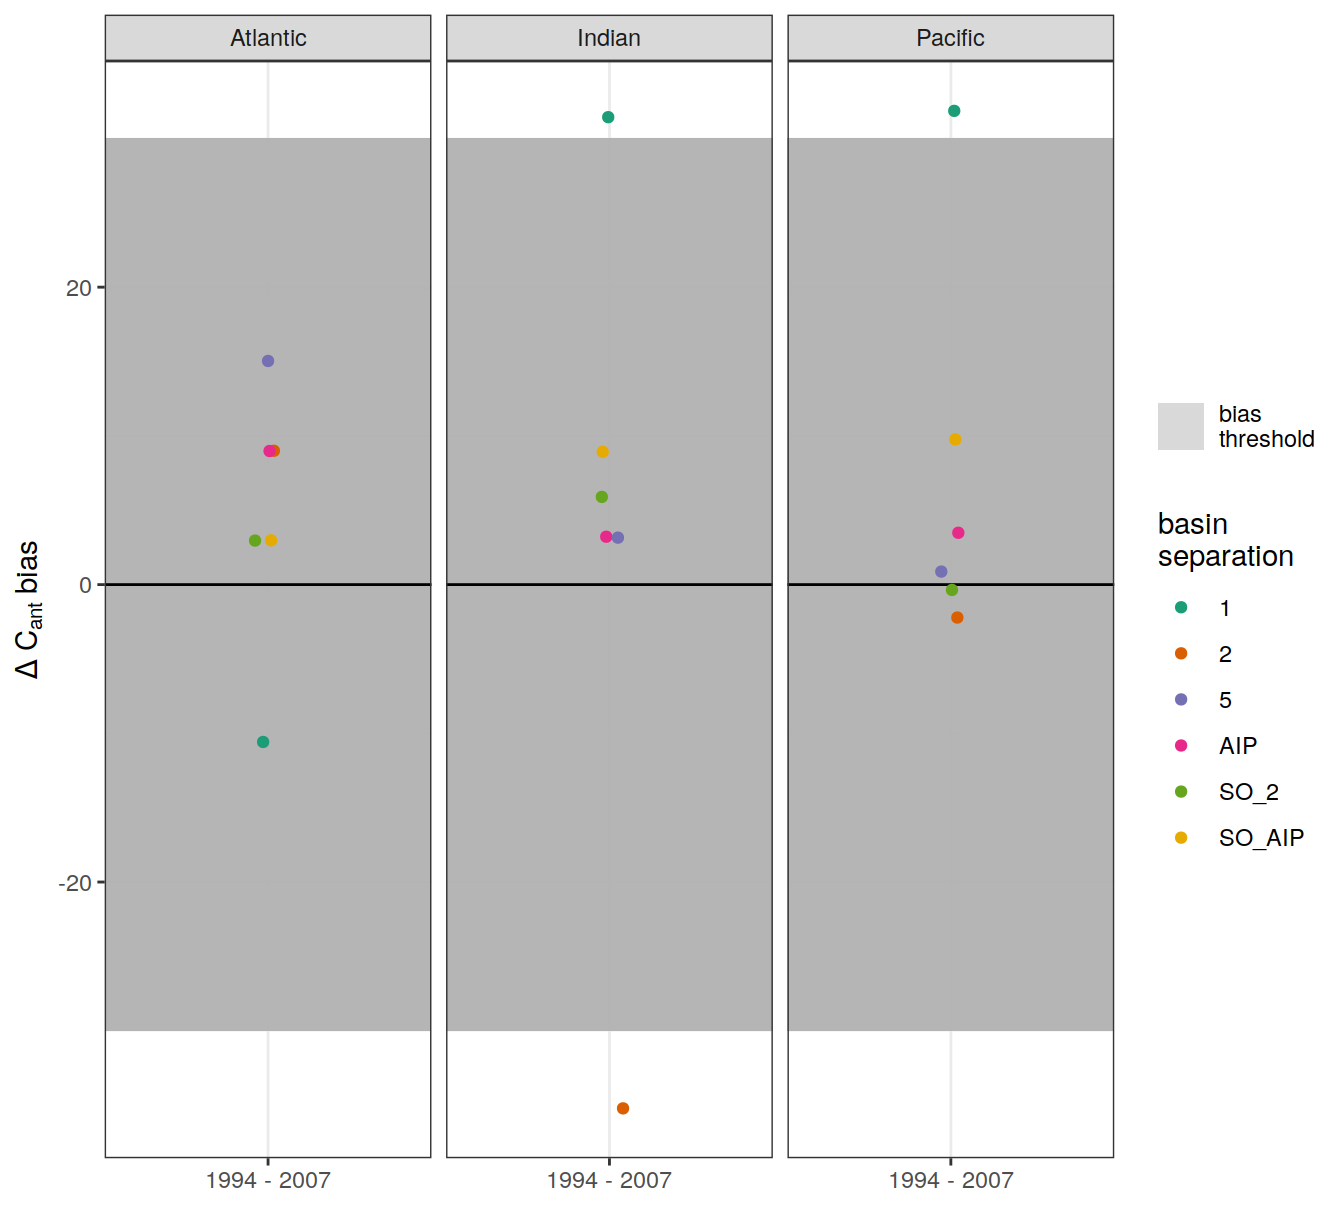 Atlantic
Indian
Pacific
20
0
-20
Δ Cant bias
1994 - 2007
1994 - 2007
1994 - 2007
bias
threshold
basin
separation
1
2
5
AIP
SO_2
SO_AIP